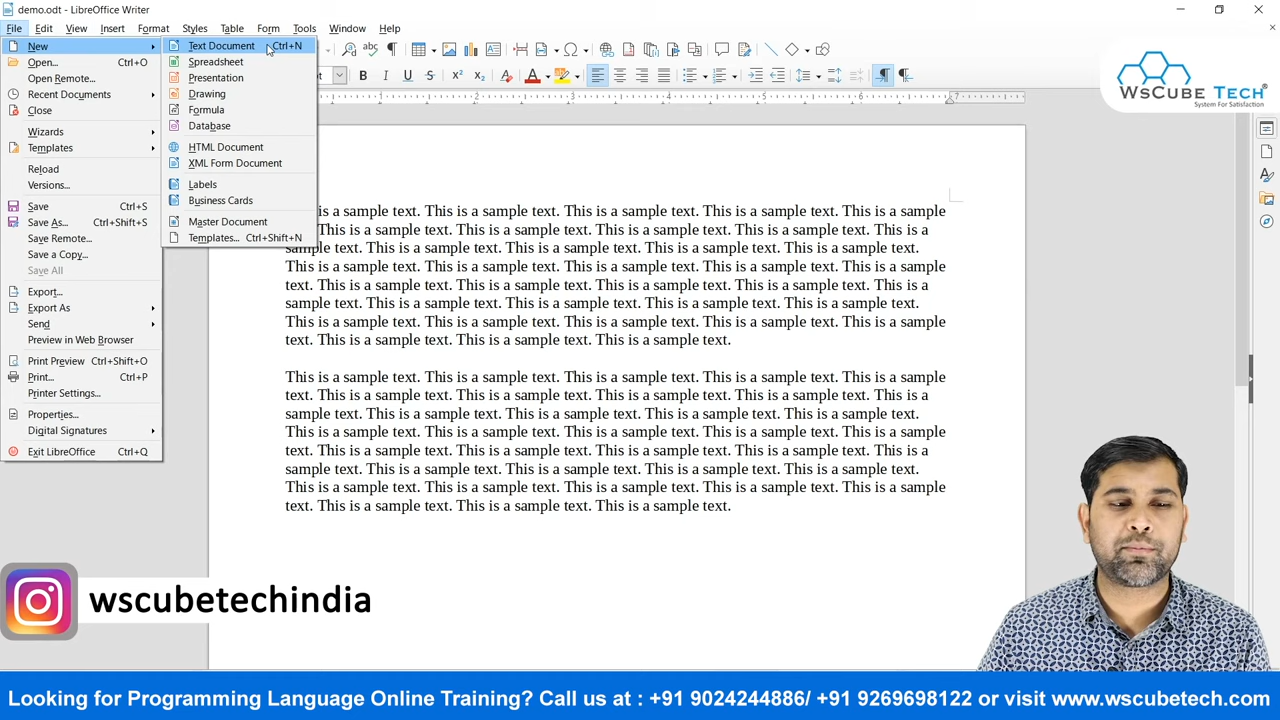 demo.odt - LibreOffice Writer
File Edit View Insert Format Styles Table Form Tools Window Help
New
Open... Ctrl+O
Open Remote...
Recent Documents
Close
Wizards
Templates
Reload
Versions...
Save Ctrl+S
Save As... Ctrl+Shift+S
Save Remote...
Save a Copy...
Save All
Export...
Export As
Send
Preview in Web Browser
Print Preview Ctrl+Shift+O
Print... Ctrl+P
Printer Settings...
Properties...
Digital Signatures
Exit LibreOffice Ctrl+Q
Text Document Ctrl+N
Spreadsheet
Presentation
Drawing
Formula
Database
HTML Document
XML Form Document
Labels
Business Cards
Master Document
Templates... Ctrl+Shift+N
1 2 3 4 5 6 7
WsCube Tech®
System For Satisfaction
is a sample text. This is a sample text. This is a sample text. This is a sample text. This is a sample
This is a sample text. This is a sample text. This is a sample text. This is a
sample text. This is a sample text. This is a sample text. This is a sample text. This is a sample text.
This is a sample text. This is a sample text. This is a sample text. This is a sample text. This is a sample
text. This is a sample text. This is a sample text. This is a sample text. This is a sample text. This is a
sample text. This is a sample text. This is a sample text. This is a sample text. This is a sample text.
This is a sample text. This is a sample text. This is a sample text. This is a sample text. This is a sample
text. This is a sample text. This is a sample text. This is a sample text.
This is a sample text. This is a sample text. This is a sample text. This is a sample text. This is a sample
text. This is a sample text. This is a sample text. This is a sample text. This is a sample text. This is a
sample text. This is a sample text. This is a sample text. This is a sample text. This is a sample text.
This is a sample text. This is a sample text. This is a sample text. This is a sample text. This is a sample
text. This is a sample text. This is a sample text. This is a sample text. This is a sample text. This is a
sample text. This is a sample text. This is a sample text. This is a sample text. This is a sample text.
This is a sample text. This is a sample text. This is a sample text. This is a sample text. This is a sample
text. This is a sample text. This is a sample text. This is a sample text.
wscubetechindia
Looking for Programming Language Online Training? Call us at : +91 9024244886/ +91 9269698122 or visit www.wscubetech.com